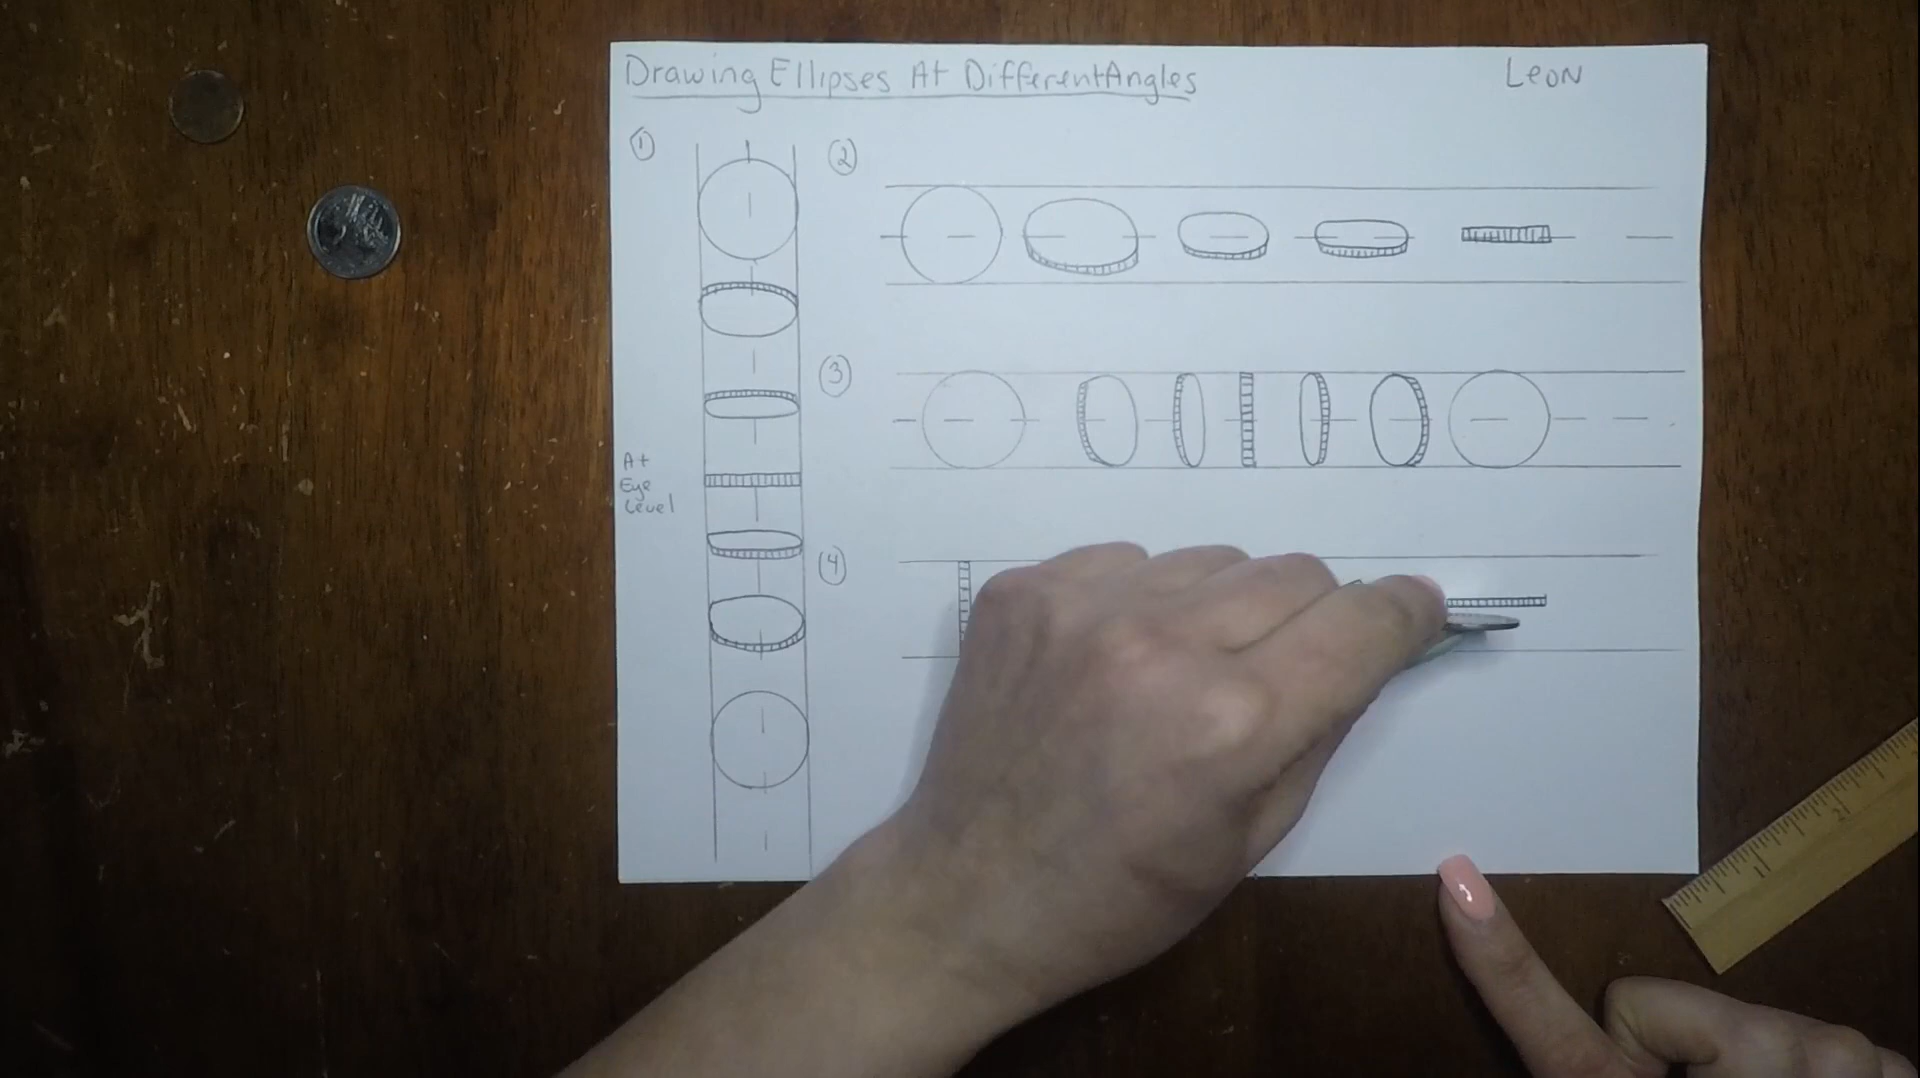 Drawing Ellipses At Different Angles
Leon
1
2
3
At
Eye
Level
4